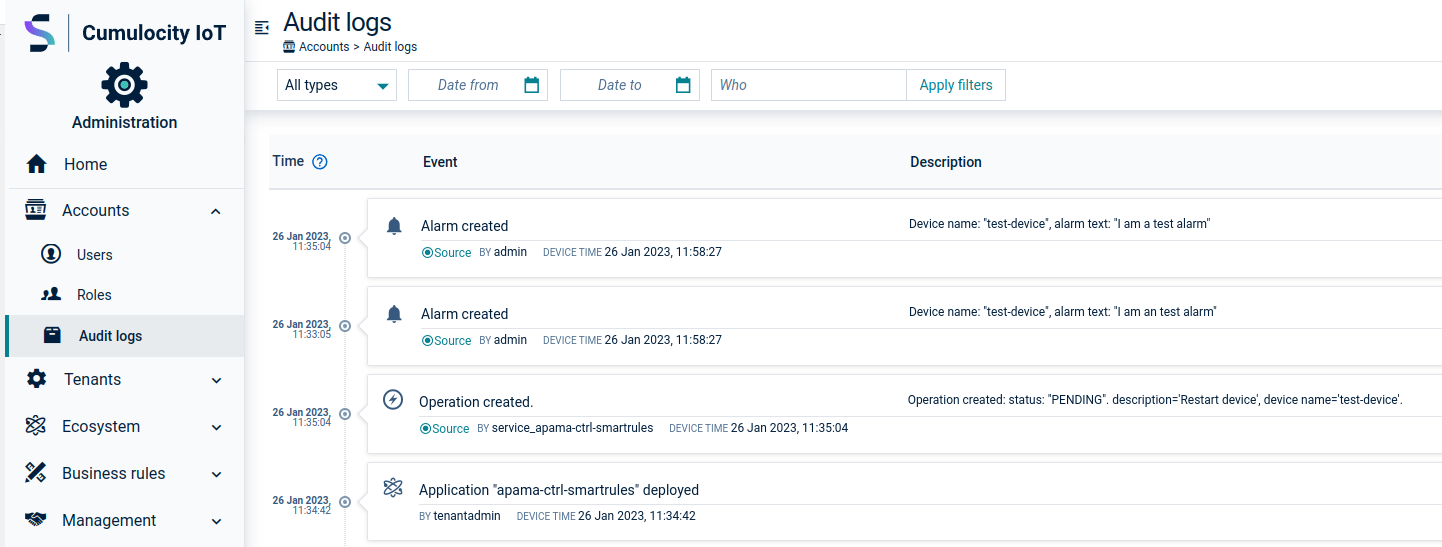 Cumulocity IoT
Administration
Home
Accounts
Users
Roles
Audit logs
Tenants
Ecosystem
Business rules
Management
Audit logs
Accounts > Audit logs
All types
Date from
Date to
Who
Apply filters
Time ? Event Description
26 Jan 2023,
11:35:04
Alarm created
Device name: "test-device", alarm text: "I am a test alarm"
Source BY admin DEVICE TIME 26 Jan 2023, 11:58:27
26 Jan 2023,
11:33:05
Alarm created
Device name: "test-device", alarm text: "I am an test alarm"
Source BY admin DEVICE TIME 26 Jan 2023, 11:58:27
26 Jan 2023,
11:35:04
Operation created.
Operation created: status: "PENDING". description='Restart device', device name='test-device'.
Source BY service_apama-ctrl-smartrules DEVICE TIME 26 Jan 2023, 11:35:04
26 Jan 2023,
11:34:42
Application "apama-ctrl-smartrules" deployed
BY tenantadmin DEVICE TIME 26 Jan 2023, 11:34:42